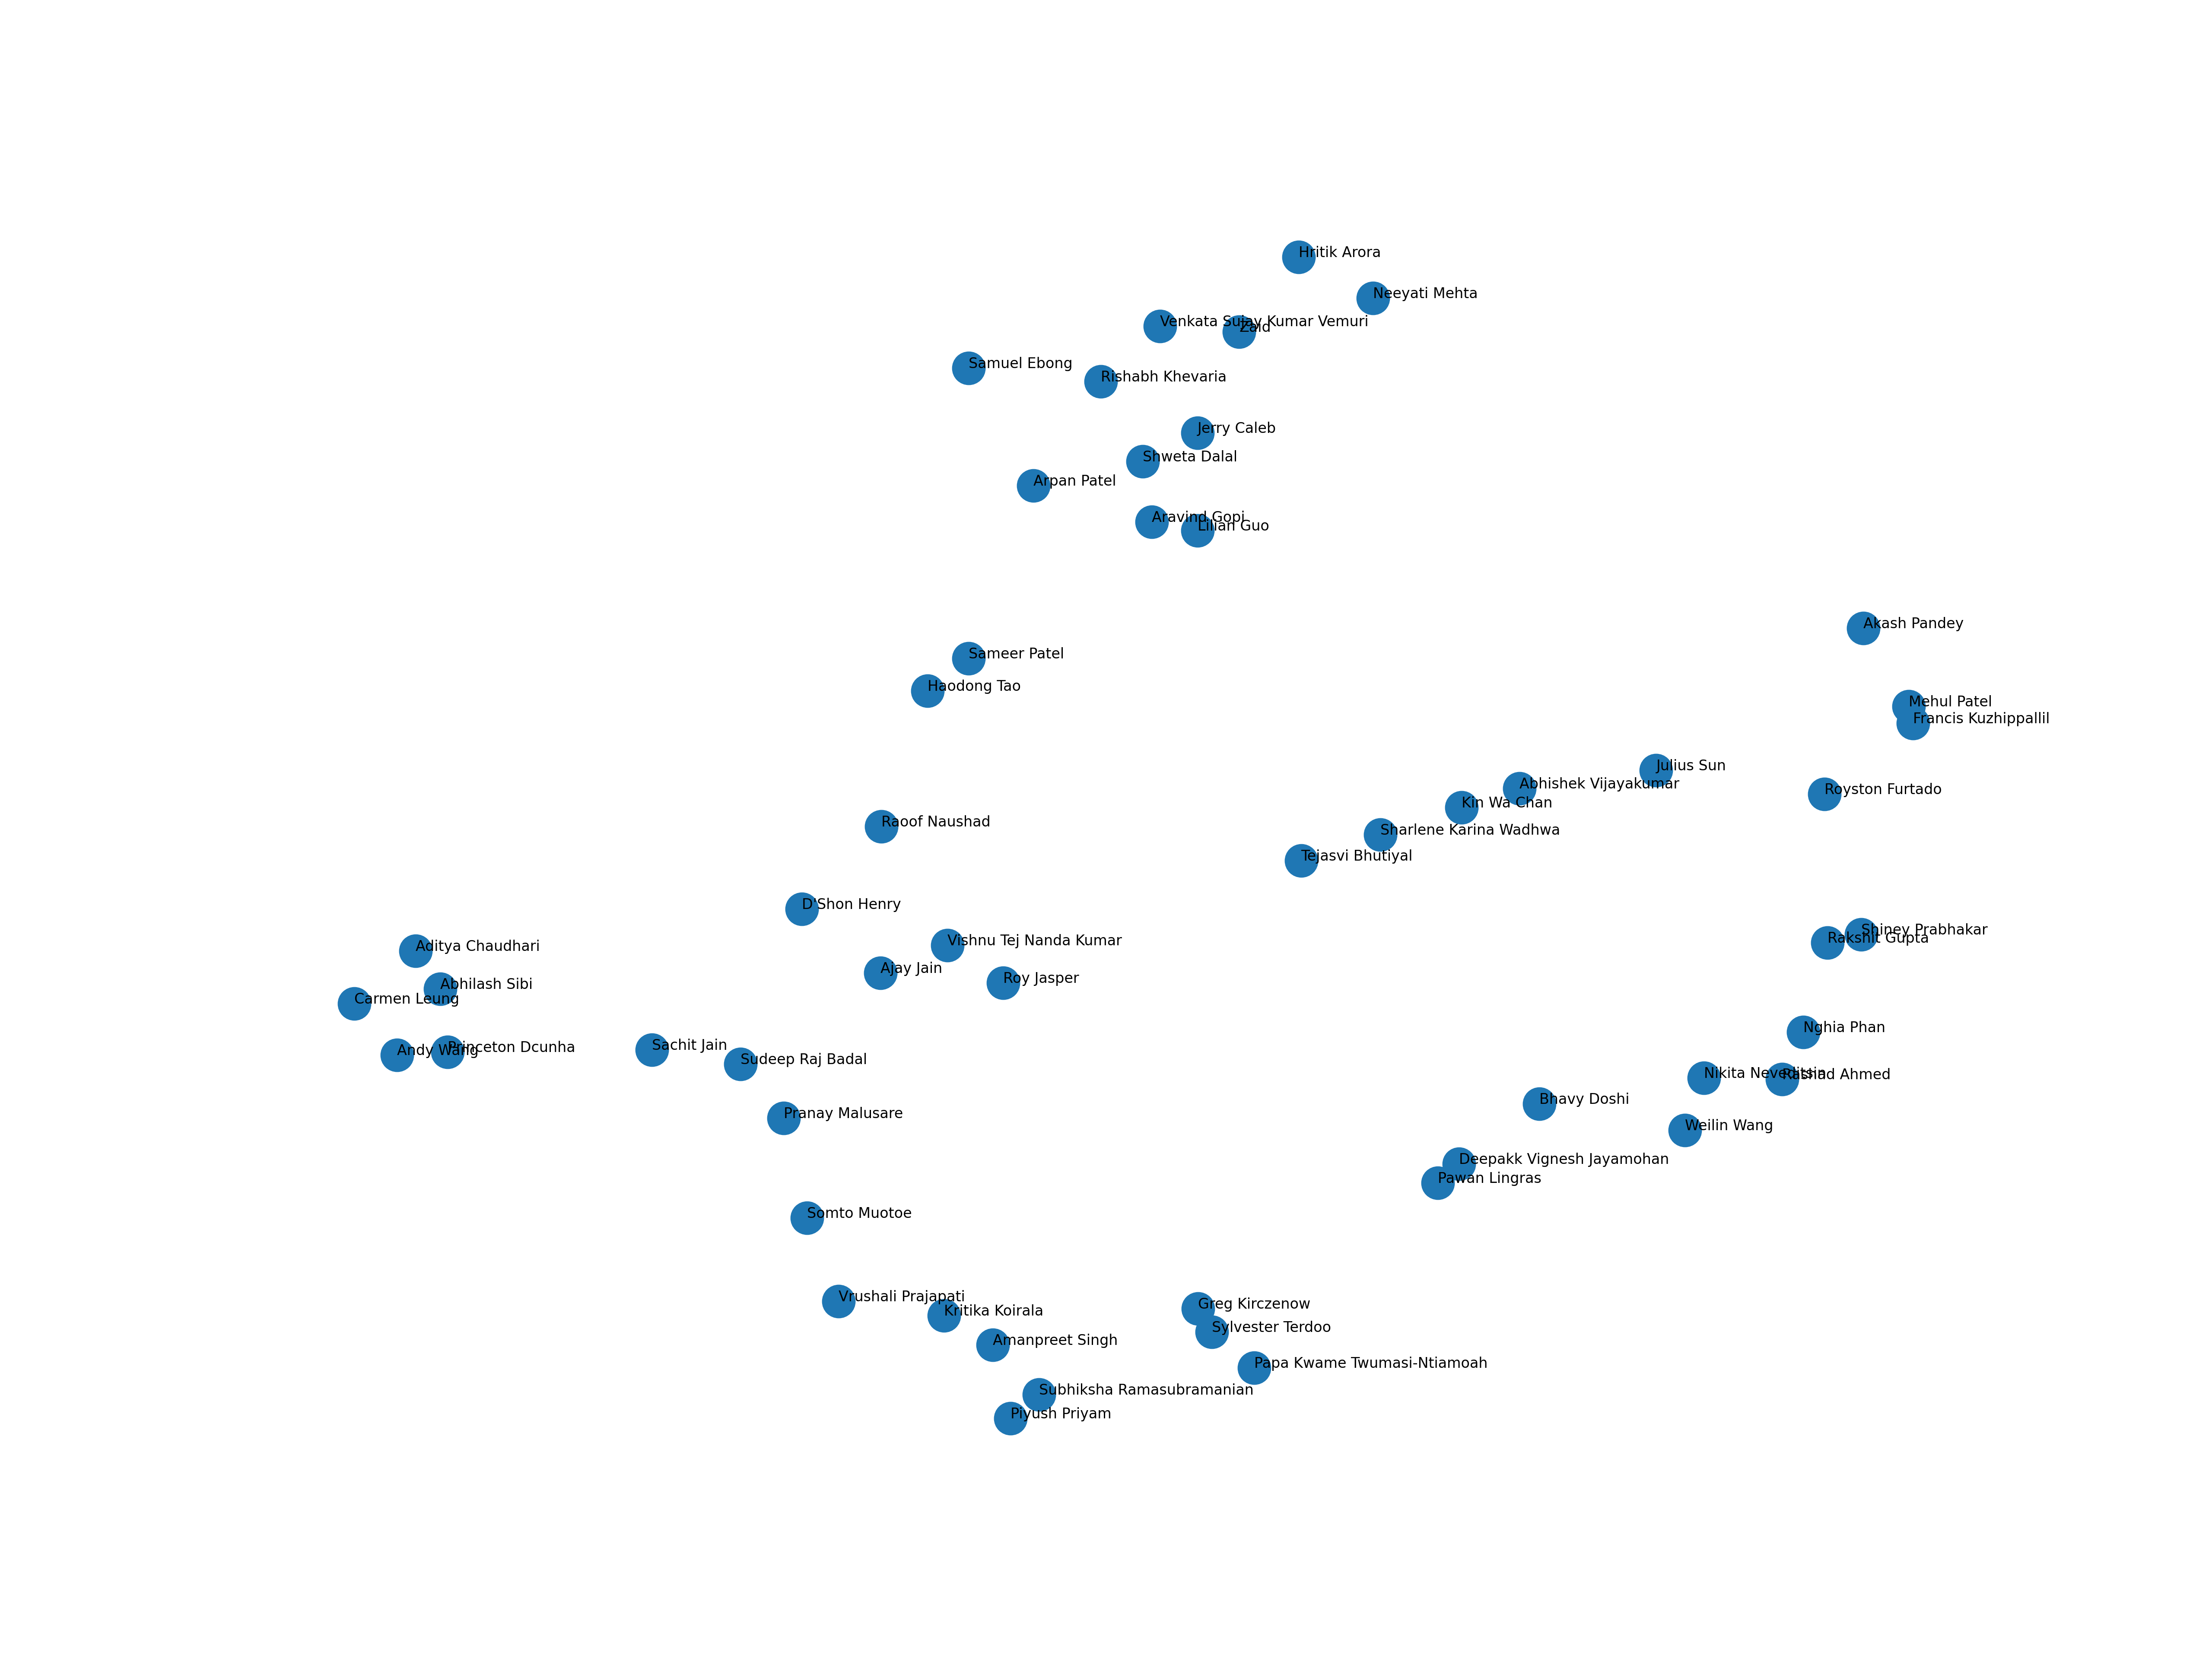 Hritik Arora
Neeyati Mehta
Venkata Sujay Kumar Vemuri
Zaid
Samuel Ebong
Rishabh Khevaria
Jerry Caleb
Shweta Dalal
Arpan Patel
Aravind Gopi
Lilian Guo
Akash Pandey
Sameer Patel
Haodong Tao
Mehul Patel
Francis Kuzhippallil
Julius Sun
Abhishek Vijayakumar
Royston Furtado
Kin Wa Chan
Raoof Naushad
Sharlene Karina Wadhwa
Tejasvi Bhutiyal
D'Shon Henry
Shiney Prabhakar
Rakshit Gupta
Vishnu Tej Nanda Kumar
Aditya Chaudhari
Ajay Jain
Roy Jasper
Abhilash Sibi
Carmen Leung
Nghia Phan
Sachit Jain
Princeton Dcunha
Andy Wang
Sudeep Raj Badal
Nikita Neveditsin
Rashad Ahmed
Bhavy Doshi
Pranay Malusare
Weilin Wang
Deepakk Vignesh Jayamohan
Pawan Lingras
Somto Muotoe
Vrushali Prajapati
Greg Kirczenow
Kritika Koirala
Sylvester Terdoo
Amanpreet Singh
Papa Kwame Twumasi-Ntiamoah
Subhiksha Ramasubramanian
Piyush Priyam